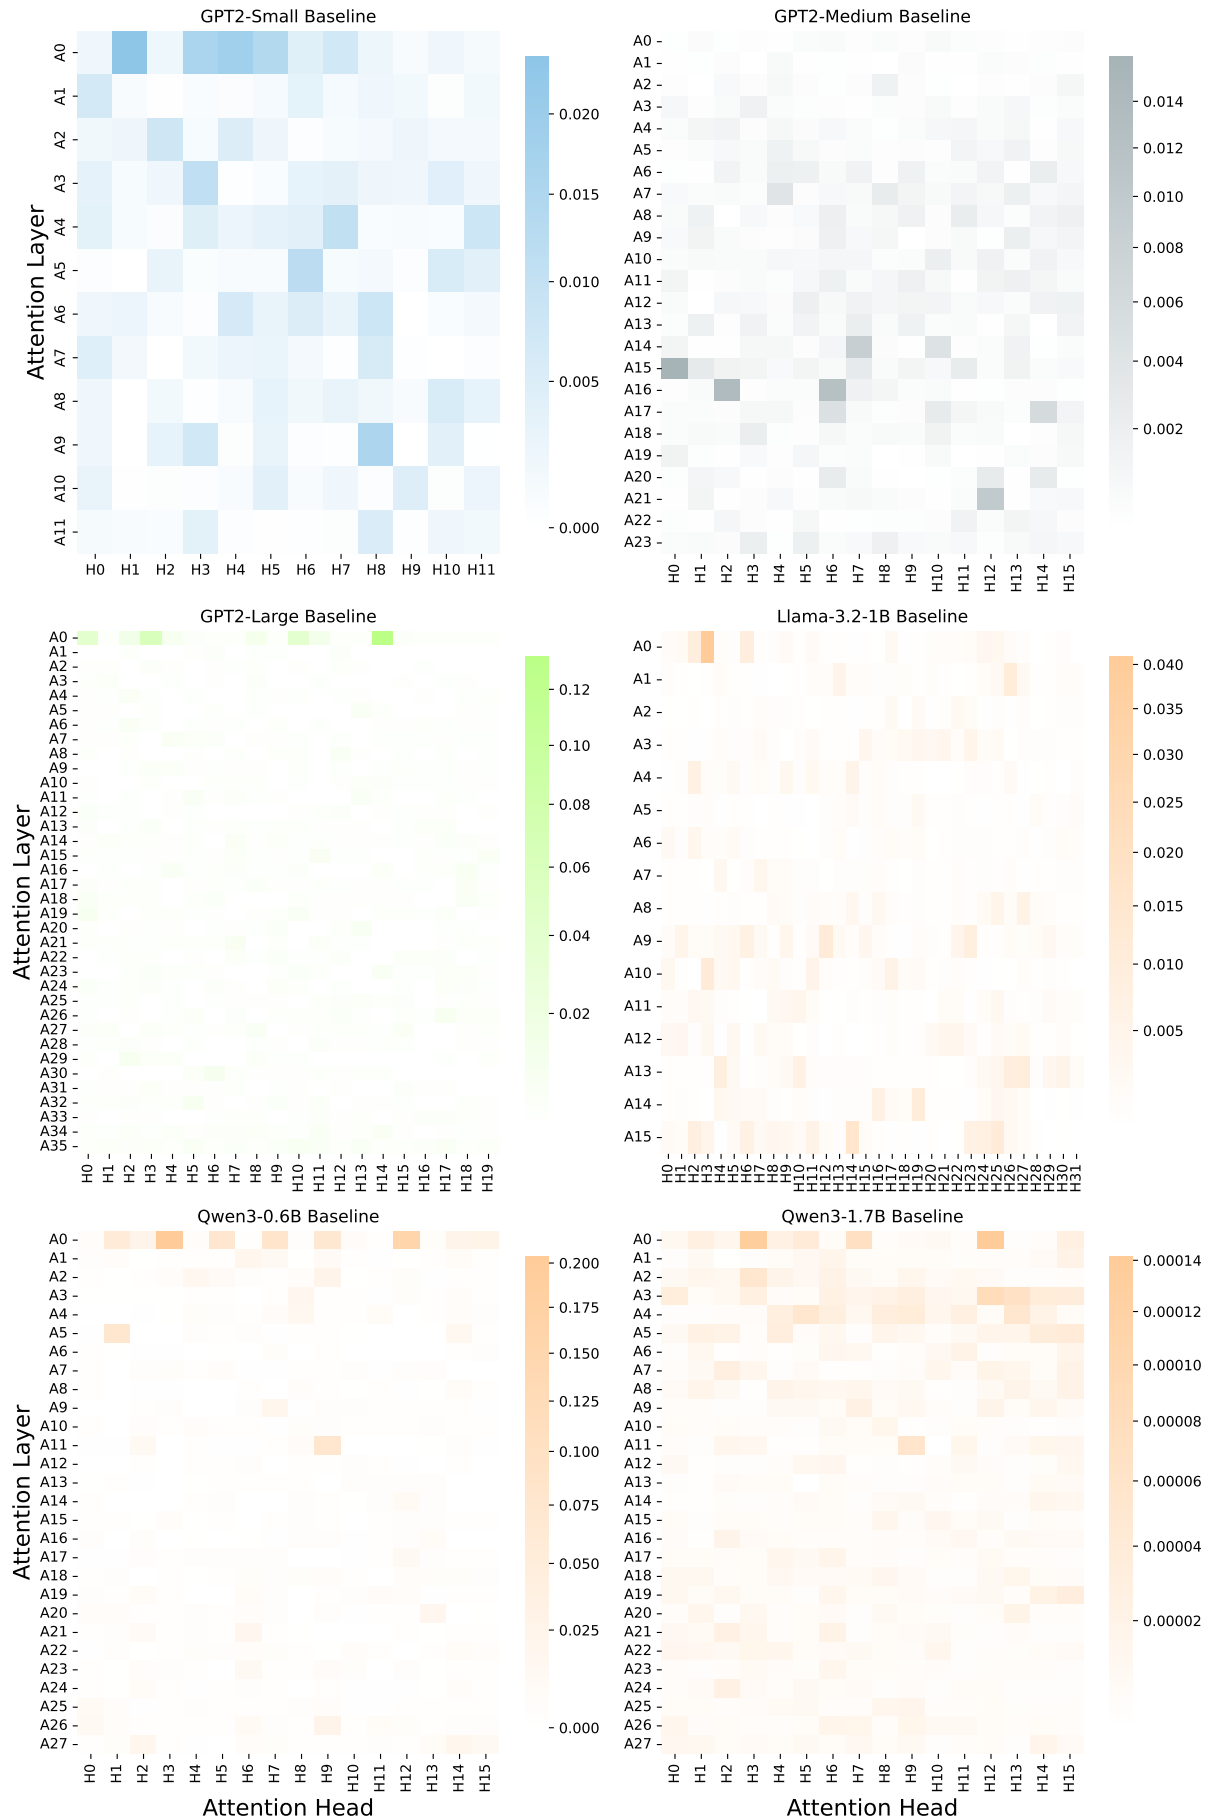 GPT2-Small Baseline
Attention Layer
A0
A1
A2
A3
A4
A5
A6
A7
A8
A9
A10
A11
H0 H1 H2 H3 H4 H5 H6 H7 H8 H9 H10 H11
0.020
0.015
0.010
0.005
0.000
GPT2-Medium Baseline
A0
A1
A2
A3
A4
A5
A6
A7
A8
A9
A10
A11
A12
A13
A14
A15
A16
A17
A18
A19
A20
A21
A22
A23
H0 H1 H2 H3 H4 H5 H6 H7 H8 H9 H10 H11 H12 H13 H14 H15
0.014
0.012
0.010
0.008
0.006
0.004
0.002
GPT2-Large Baseline
Attention Layer
A0
A1
A2
A3
A4
A5
A6
A7
A8
A9
A10
A11
A12
A13
A14
A15
A16
A17
A18
A19
A20
A21
A22
A23
A24
A25
A26
A27
A28
A29
A30
A31
A32
A33
A34
A35
H0 H1 H2 H3 H4 H5 H6 H7 H8 H9 H10 H11 H12 H13 H14 H15 H16 H17 H18 H19
0.12
0.10
0.08
0.06
0.04
0.02
Llama-3.2-1B Baseline
A0
A1
A2
A3
A4
A5
A6
A7
A8
A9
A10
A11
A12
A13
A14
A15
H0 H1 H2 H3 H4 H5 H6 H7 H8 H9 H10 H11 H12 H13 H14 H15 H16 H17 H18 H19 H20 H21 H22 H23 H24 H25 H26 H27 H28 H29 H30 H31
0.040
0.035
0.030
0.025
0.020
0.015
0.010
0.005
Qwen3-0.6B Baseline
Attention Layer
A0
A1
A2
A3
A4
A5
A6
A7
A8
A9
A10
A11
A12
A13
A14
A15
A16
A17
A18
A19
A20
A21
A22
A23
A24
A25
A26
A27
H0 H1 H2 H3 H4 H5 H6 H7 H8 H9 H10 H11 H12 H13 H14 H15
Attention Head
0.200
0.175
0.150
0.125
0.100
0.075
0.050
0.025
0.000
Qwen3-1.7B Baseline
A0
A1
A2
A3
A4
A5
A6
A7
A8
A9
A10
A11
A12
A13
A14
A15
A16
A17
A18
A19
A20
A21
A22
A23
A24
A25
A26
A27
H0 H1 H2 H3 H4 H5 H6 H7 H8 H9 H10 H11 H12 H13 H14 H15
Attention Head
0.00014
0.00012
0.00010
0.00008
0.00006
0.00004
0.00002